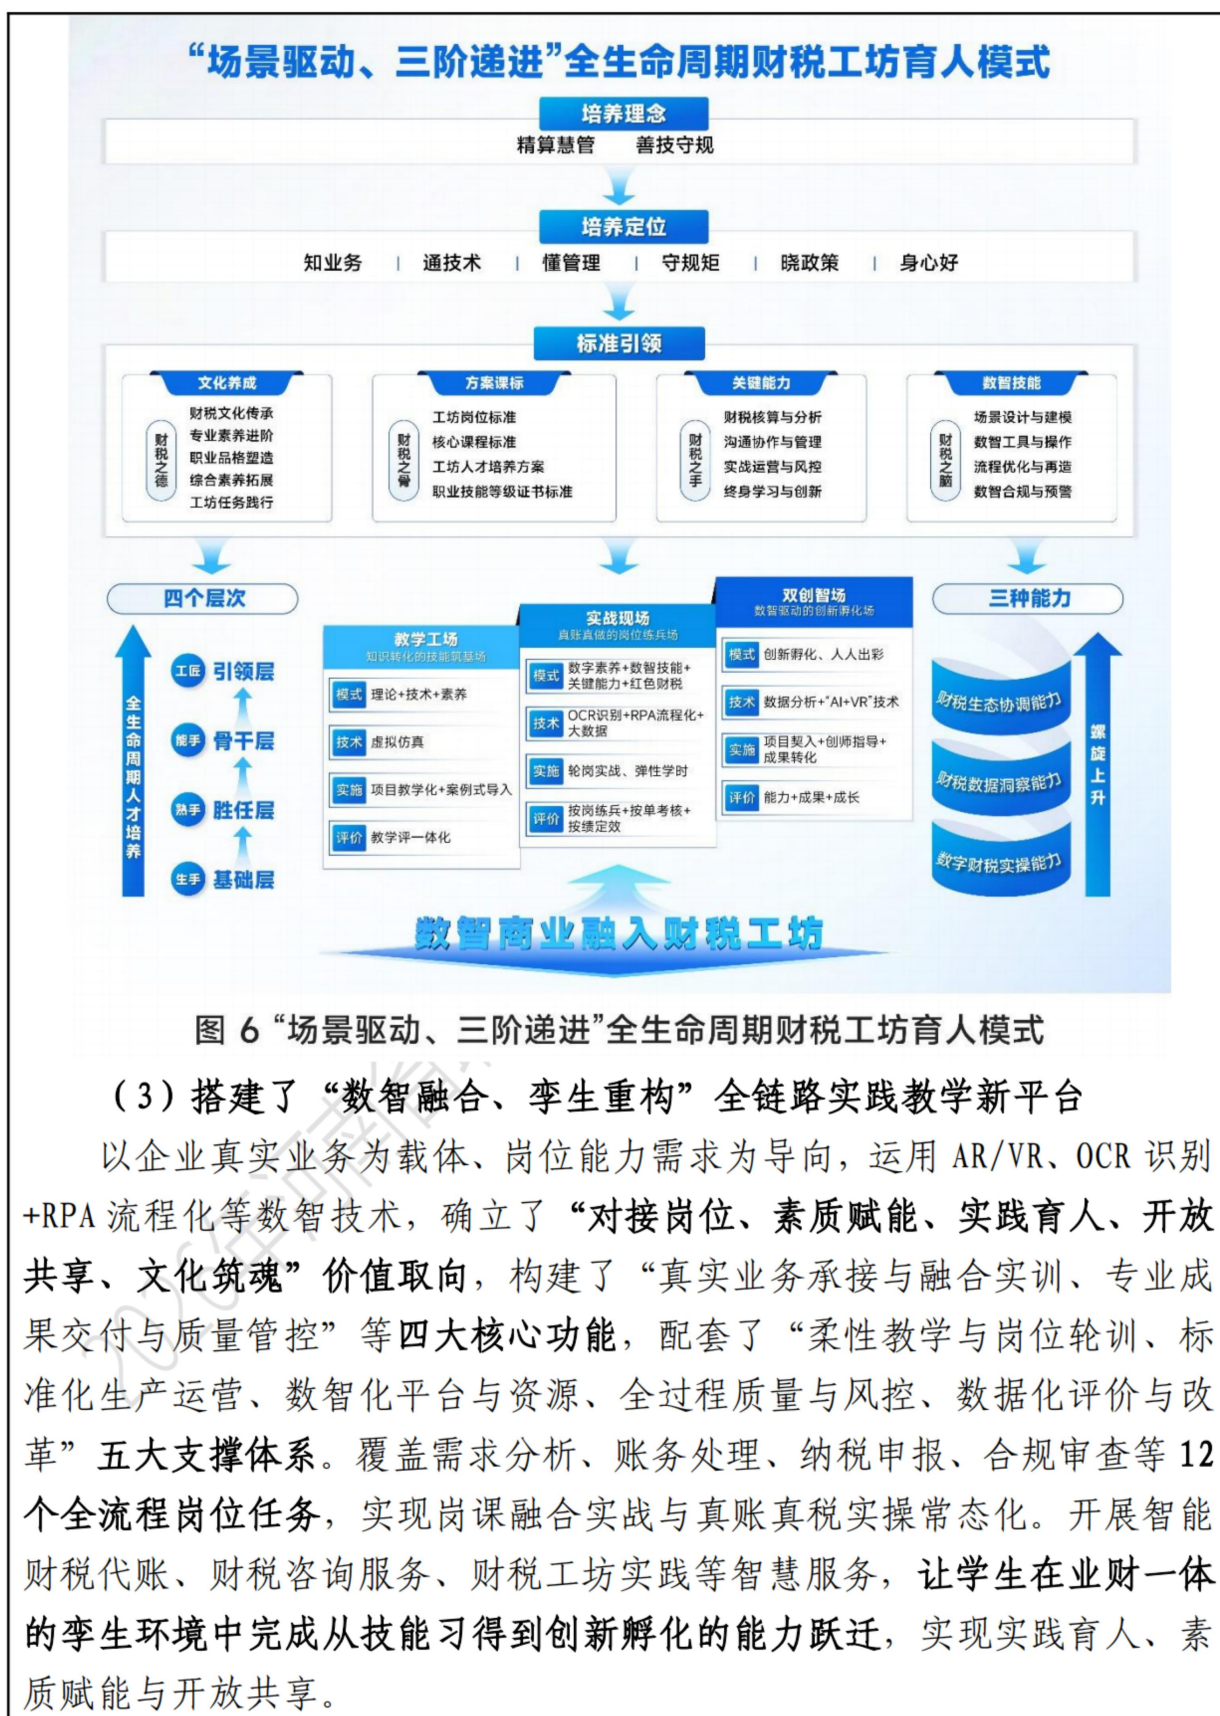 “场景驱动、三阶递进”全生命周期财税工坊育人模式
培养理念
精算慧管 善技守规
培养定位
知业务 | 通技术 | 懂管理 | 守规矩 | 晓政策 | 身心好
标准引领
文化养成
财税之德
财税文化传承
专业素养进阶
职业品格塑造
综合素养拓展
工坊任务践行
方案课标
财税之骨
工坊岗位标准
核心课程标准
工坊人才培养方案
职业技能等级证书标准
关键能力
财税之手
财税核算与分析
沟通协作与管理
实战运营与风控
终身学习与创新
数智技能
财税之脑
场景设计与建模
数智工具与操作
流程优化与再造
数智合规与预警
四个层次
全生命周期人才培养
工匠 引领层
能手 骨干层
熟手 胜任层
生手 基础层
教学工场
知识转化的技能筑基场
模式 理论+技术+素养
技术 虚拟仿真
实施 项目教学化+案例式导入
评价 教学评一体化
实战现场
真账真做的岗位练兵场
模式 数字素养+数智技能+
关键能力+红色财税
技术 OCR识别+RPA流程化+
大数据
实施 轮岗实战、弹性学时
评价 按岗练兵+按单考核+
按绩定效
双创智场
数智驱动的创新孵化场
模式 创新孵化、人人出彩
技术 数据分析+“AI+VR”技术
实施 项目契入+创师指导+
成果转化
评价 能力+成果+成长
三种能力
财税生态协调能力
财税数据洞察能力
数字财税实操能力
螺旋上升
数智商业融入财税工坊
图 6 “场景驱动、三阶递进”全生命周期财税工坊育人模式
（3）搭建了“数智融合、孪生重构”全链路实践教学新平台
以企业真实业务为载体、岗位能力需求为导向，运用 AR/VR、OCR 识别
+RPA 流程化等数智技术，确立了“对接岗位、素质赋能、实践育人、开放
共享、文化筑魂”价值取向，构建了“真实业务承接与融合实训、专业成
果交付与质量管控”等四大核心功能，配套了“柔性教学与岗位轮训、标
准化生产运营、数智化平台与资源、全过程质量与风控、数据化评价与改
革”五大支撑体系。覆盖需求分析、账务处理、纳税申报、合规审查等 12
个全流程岗位任务，实现岗课融合实战与真账真税实操常态化。开展智能
财税代账、财税咨询服务、财税工坊实践等智慧服务，让学生在业财一体
的孪生环境中完成从技能习得到创新孵化的能力跃迁，实现实践育人、素
质赋能与开放共享。
2026年河南省